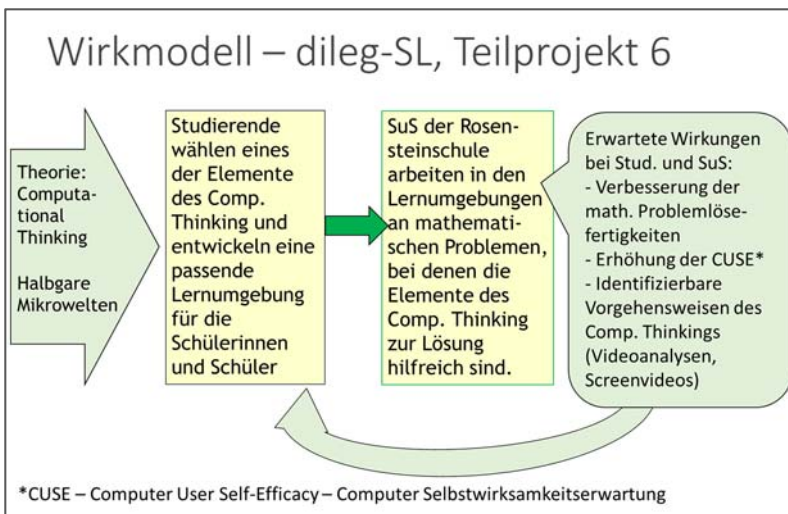 Wirkmodell – dileg-SL, Teilprojekt 6
Theorie:
Computa-
tional
Thinking
Halbgare
Mikrowelten
Studierende
wählen eines
der Elemente
des Comp.
Thinking und
entwickeln eine
passende
Lernumgebung
für die
Schülerinnen
und Schüler
SuS der Rosen-
steinschule
arbeiten in den
Lernumgebungen
an mathemati-
schen Problemen,
bei denen die
Elemente des
Comp. Thinking
zur Lösung
hilfreich sind.
Erwartete Wirkungen
bei Stud. und SuS:
- Verbesserung der
math. Problemlöse-
fertigkeiten
- Erhöhung der CUSE*
- Identifizierbare
Vorgehensweisen des
Comp. Thinkings
(Videoanalysen,
Screenvideos)
*CUSE – Computer User Self-Efficacy – Computer Selbstwirksamkeitserwartung